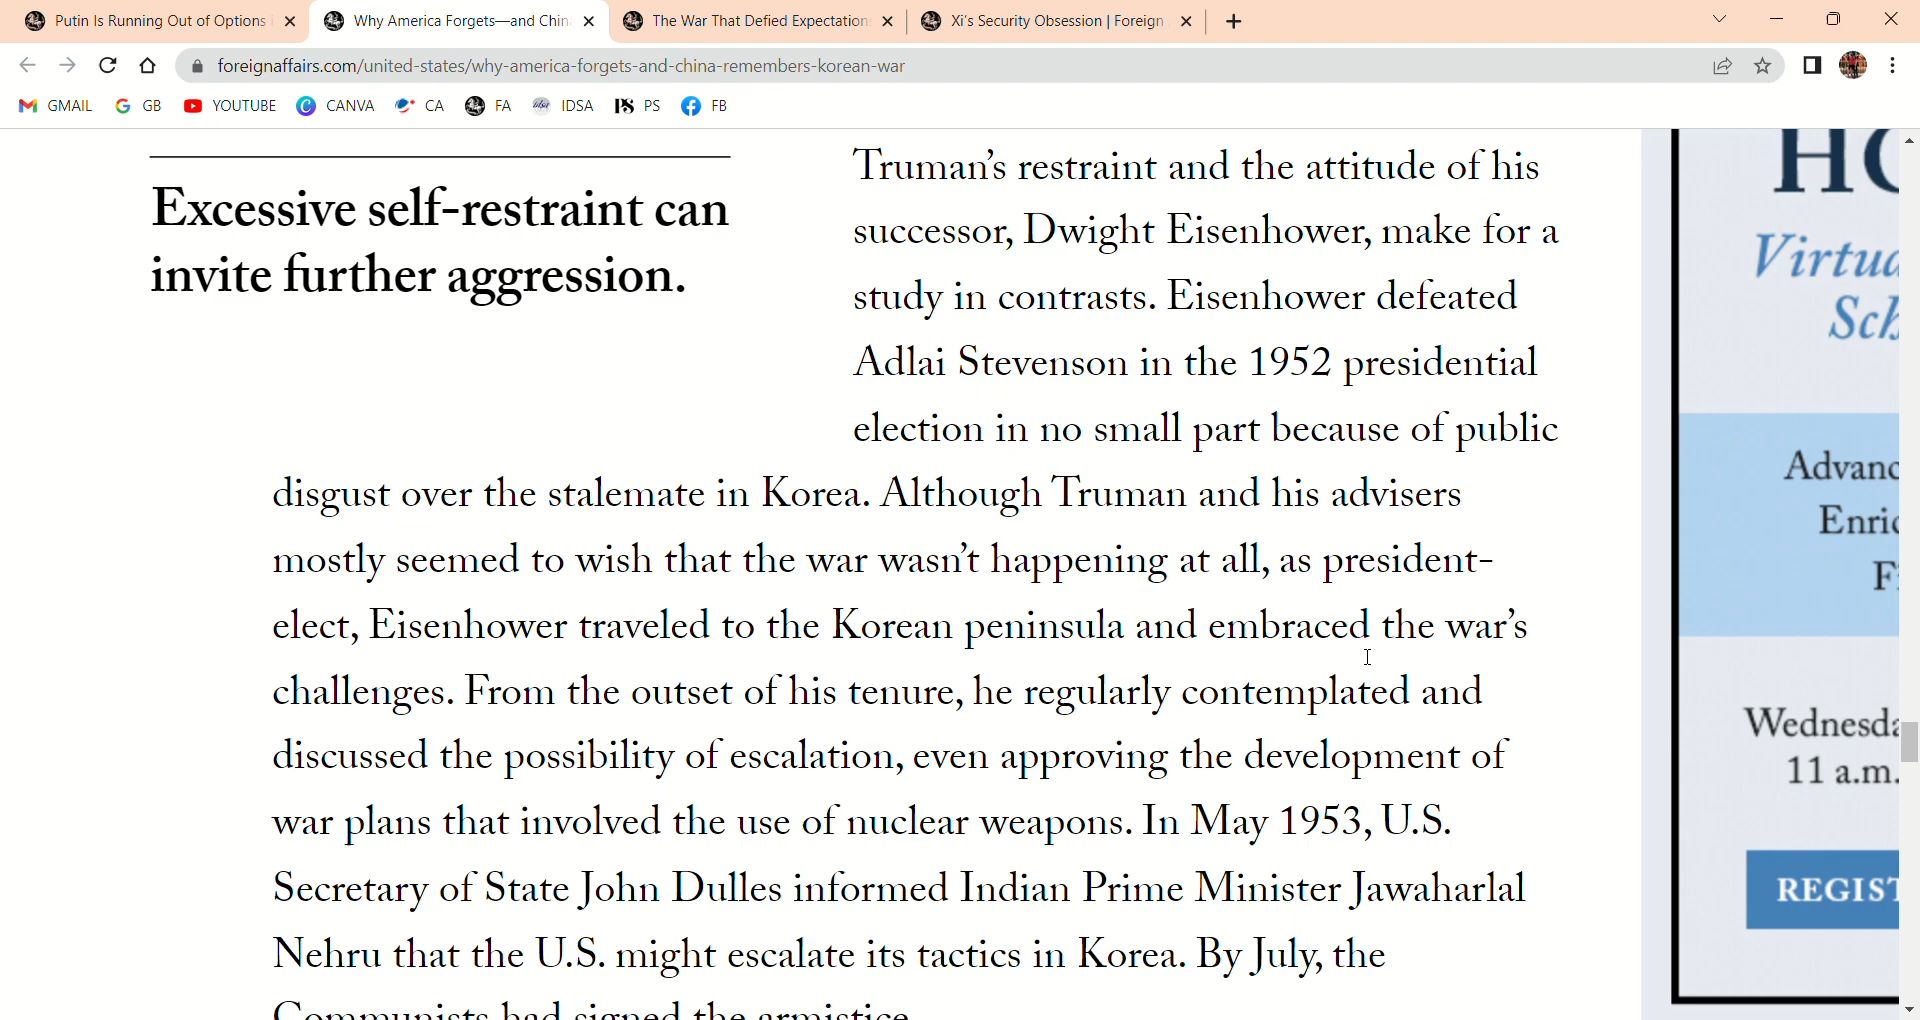 Putin Is Running Out of Options
Why America Forgets—and Chin
The War That Defied Expectation
Xi's Security Obsession | Foreign
foreignaffairs.com/united-states/why-america-forgets-and-china-remembers-korean-war
GMAIL GB YOUTUBE CANVA CA FA IDSA PS PS FB
Excessive self-restraint can
invite further aggression.
Truman's restraint and the attitude of his
successor, Dwight Eisenhower, make for a
study in contrasts. Eisenhower defeated
Adlai Stevenson in the 1952 presidential
election in no small part because of public
disgust over the stalemate in Korea. Although Truman and his advisers
mostly seemed to wish that the war wasn't happening at all, as president-
elect, Eisenhower traveled to the Korean peninsula and embraced the war's
challenges. From the outset of his tenure, he regularly contemplated and
discussed the possibility of escalation, even approving the development of
war plans that involved the use of nuclear weapons. In May 1953, U.S.
Secretary of State John Dulles informed Indian Prime Minister Jawaharlal
Nehru that the U.S. might escalate its tactics in Korea. By July, the
Communists had signed the armistice
HO
Virtua
Sch
Advanc
Enric
Fi
Wednesda
11 a.m.
REGIST